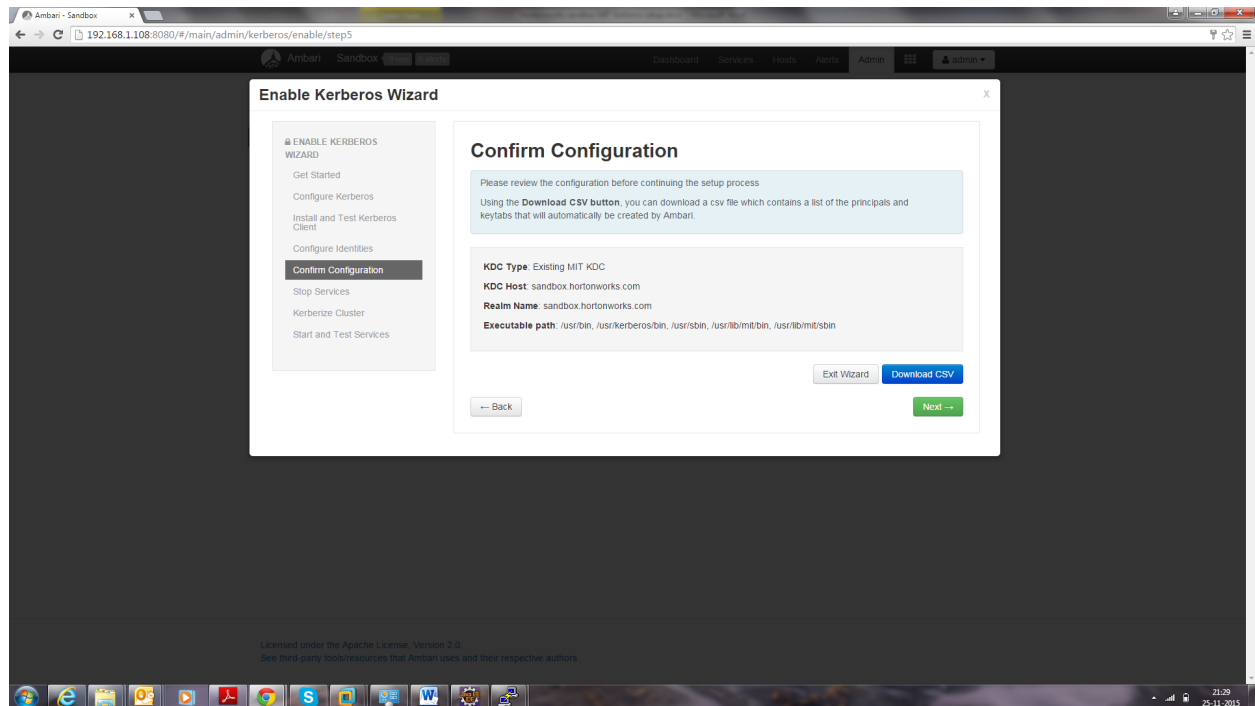 Ambari - Sandbox
192.168.1.108:8080/#/main/admin/kerberos/enable/step5
Ambari Sandbox
Dashboard Services Hosts Alerts Admin admin
Enable Kerberos Wizard
X
ENABLE KERBEROS
WIZARD
Get Started
Configure Kerberos
Install and Test Kerberos
Client
Configure Identities
Confirm Configuration
Stop Services
Kerberize Cluster
Start and Test Services
Confirm Configuration
Please review the configuration before continuing the setup process
Using the Download CSV button, you can download a csv file which contains a list of the principals and
keytabs that will automatically be created by Ambari.
KDC Type: Existing MIT KDC
KDC Host: sandbox.hortonworks.com
Realm Name: sandbox.hortonworks.com
Executable path: /usr/bin, /usr/kerberos/bin, /usr/sbin, /usr/lib/mit/bin, /usr/lib/mit/sbin
Exit Wizard
Download CSV
← Back
Next →
Licensed under the Apache License, Version 2.0.
See third-party tools/resources that Ambari uses and their respective authors
21:29
25-11-2015